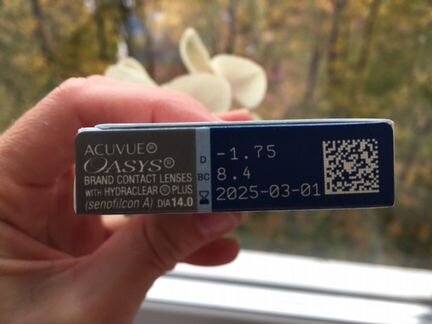 ACUVUE®
OASYS®
BRAND CONTACT LENSES
WITH HYDRACLEAR® PLUS
(senofilcon A) DIA 14.0
D -1.75
BC 8.4
2025-03-01